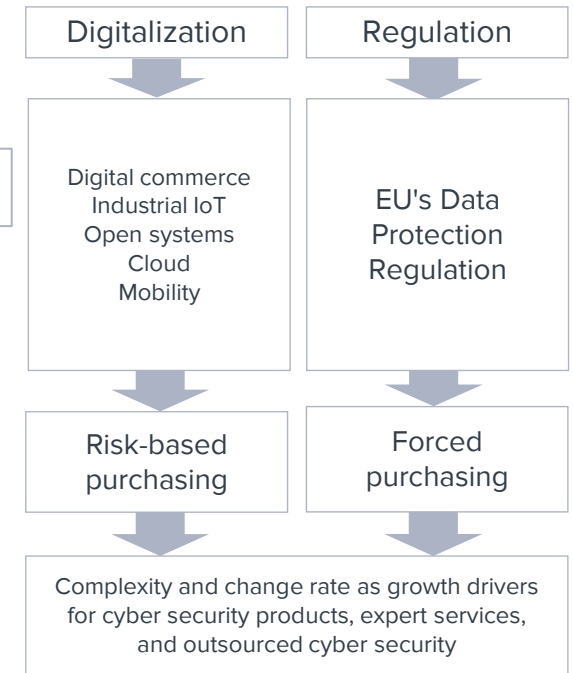 Digitalization
Regulation
Digital commerce
Industrial IoT
Open systems
Cloud
Mobility
EU's Data
Protection
Regulation
Risk-based
purchasing
Forced
purchasing
Complexity and change rate as growth drivers
for cyber security products, expert services,
and outsourced cyber security